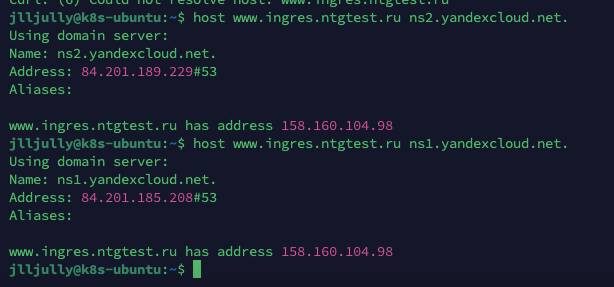 curl: (6) Could not resolve host: www.ingres.ntgtest.ru
jlljully@k8s-ubuntu:~$ host www.ingres.ntgtest.ru ns2.yandexcloud.net.
Using domain server:
Name: ns2.yandexcloud.net.
Address: 84.201.189.229#53
Aliases:

www.ingres.ntgtest.ru has address 158.160.104.98
jlljully@k8s-ubuntu:~$ host www.ingres.ntgtest.ru ns1.yandexcloud.net.
Using domain server:
Name: ns1.yandexcloud.net.
Address: 84.201.185.208#53
Aliases:

www.ingres.ntgtest.ru has address 158.160.104.98
jlljully@k8s-ubuntu:~$